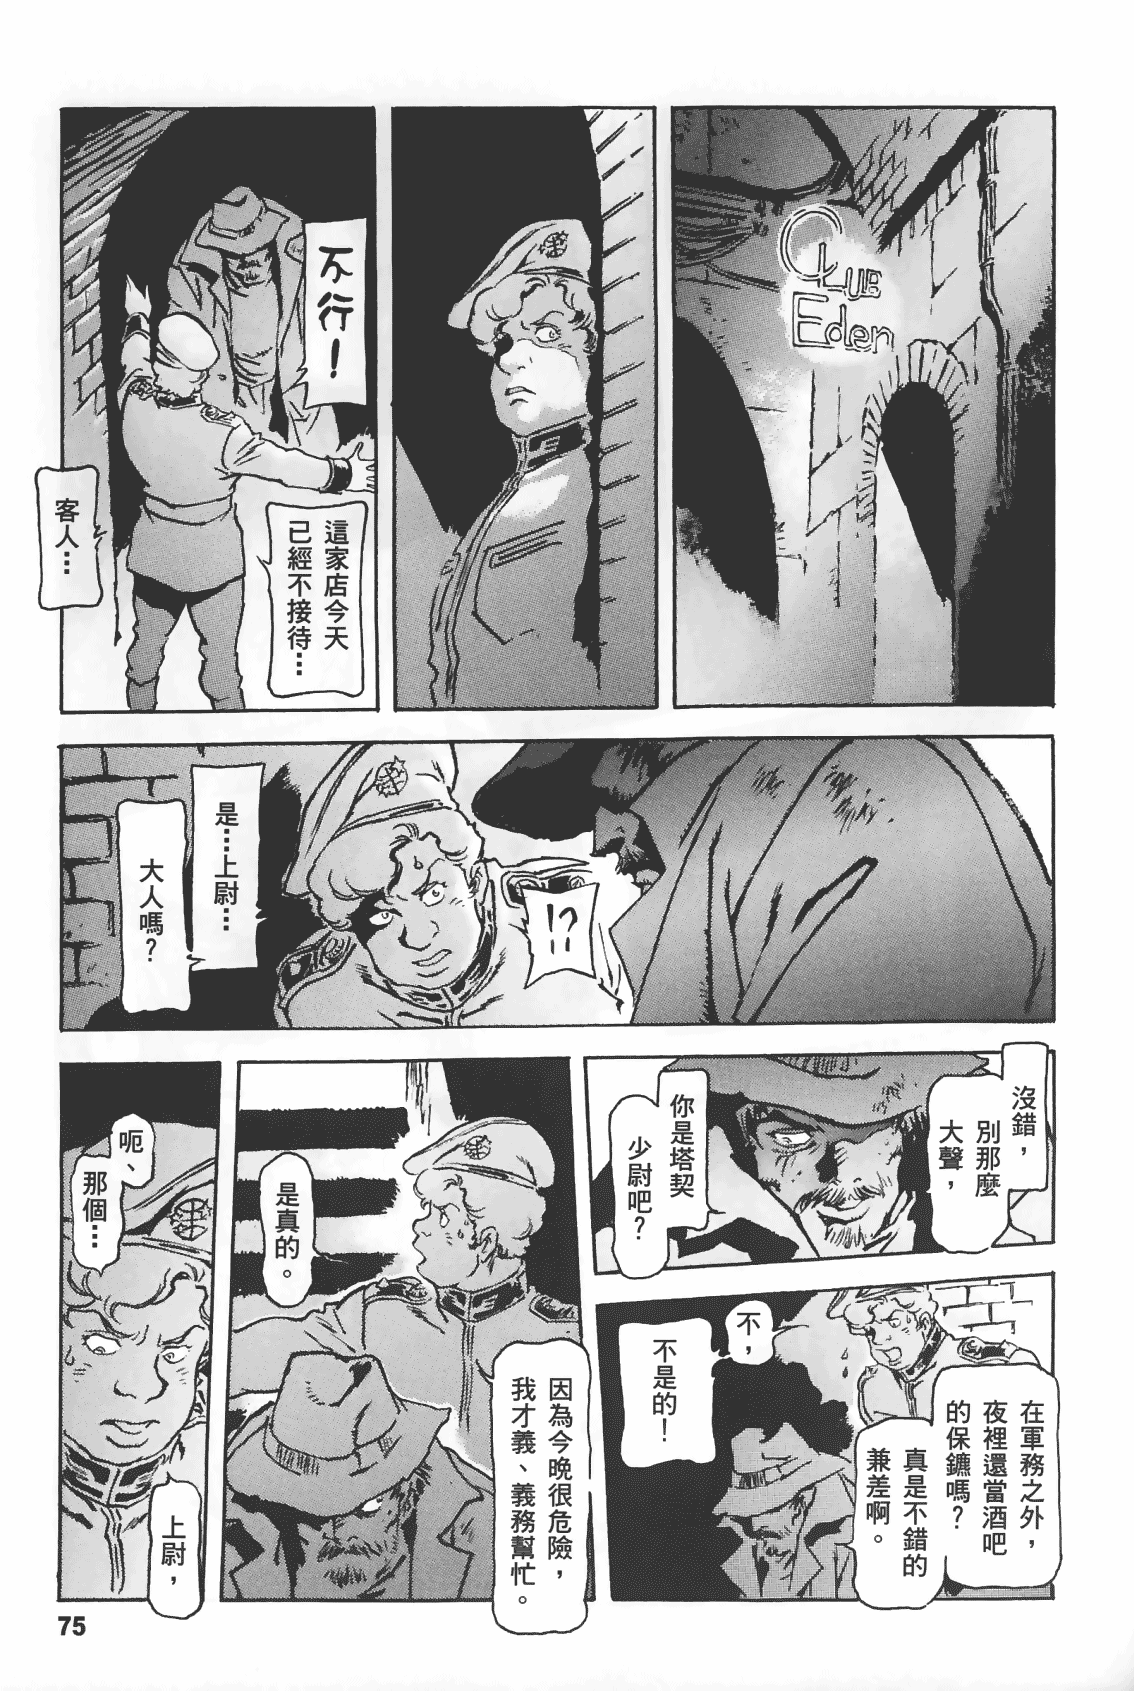 CLUB
Eden
不行!
這家店今天
已經不接待…
客人…
!?
是…上尉…
大人嗎?
沒錯,
別那麼
大聲,
你是塔契
少尉吧?
在軍務之外,
夜裡還當酒吧
的保鑣嗎?
真是不錯的
兼差啊。
不,
不是的!
是真的。
因為今晚很危險,
我才義、義務幫忙。
呃、
那個…
上尉,
75